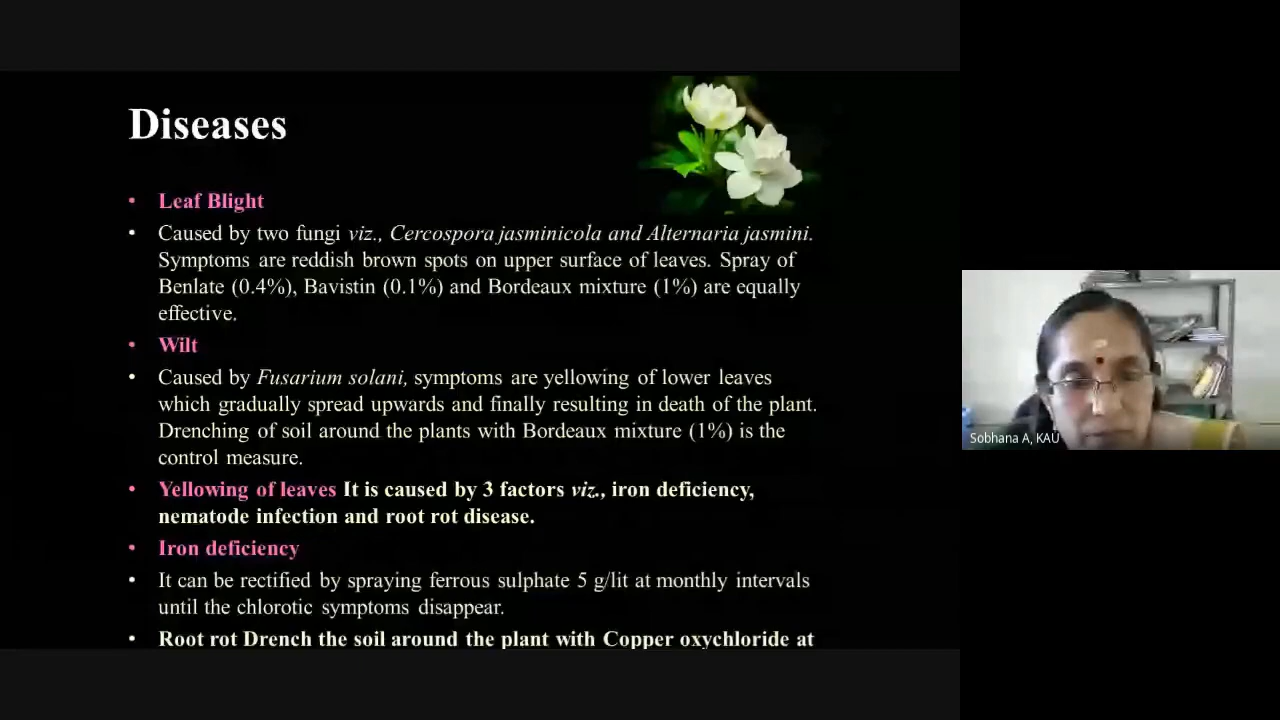 Diseases
• Leaf Blight
• Caused by two fungi viz., Cercospora jasminicola and Alternaria jasmini.
Symptoms are reddish brown spots on upper surface of leaves. Spray of
Benlate (0.4%), Bavistin (0.1%) and Bordeaux mixture (1%) are equally
effective.
• Wilt
• Caused by Fusarium solani, symptoms are yellowing of lower leaves
which gradually spread upwards and finally resulting in death of the plant.
Drenching of soil around the plants with Bordeaux mixture (1%) is the
control measure.
• Yellowing of leaves It is caused by 3 factors viz., iron deficiency,
nematode infection and root rot disease.
• Iron deficiency
• It can be rectified by spraying ferrous sulphate 5 g/lit at monthly intervals
until the chlorotic symptoms disappear.
• Root rot Drench the soil around the plant with Copper oxychloride at
Sobhana A, KAU